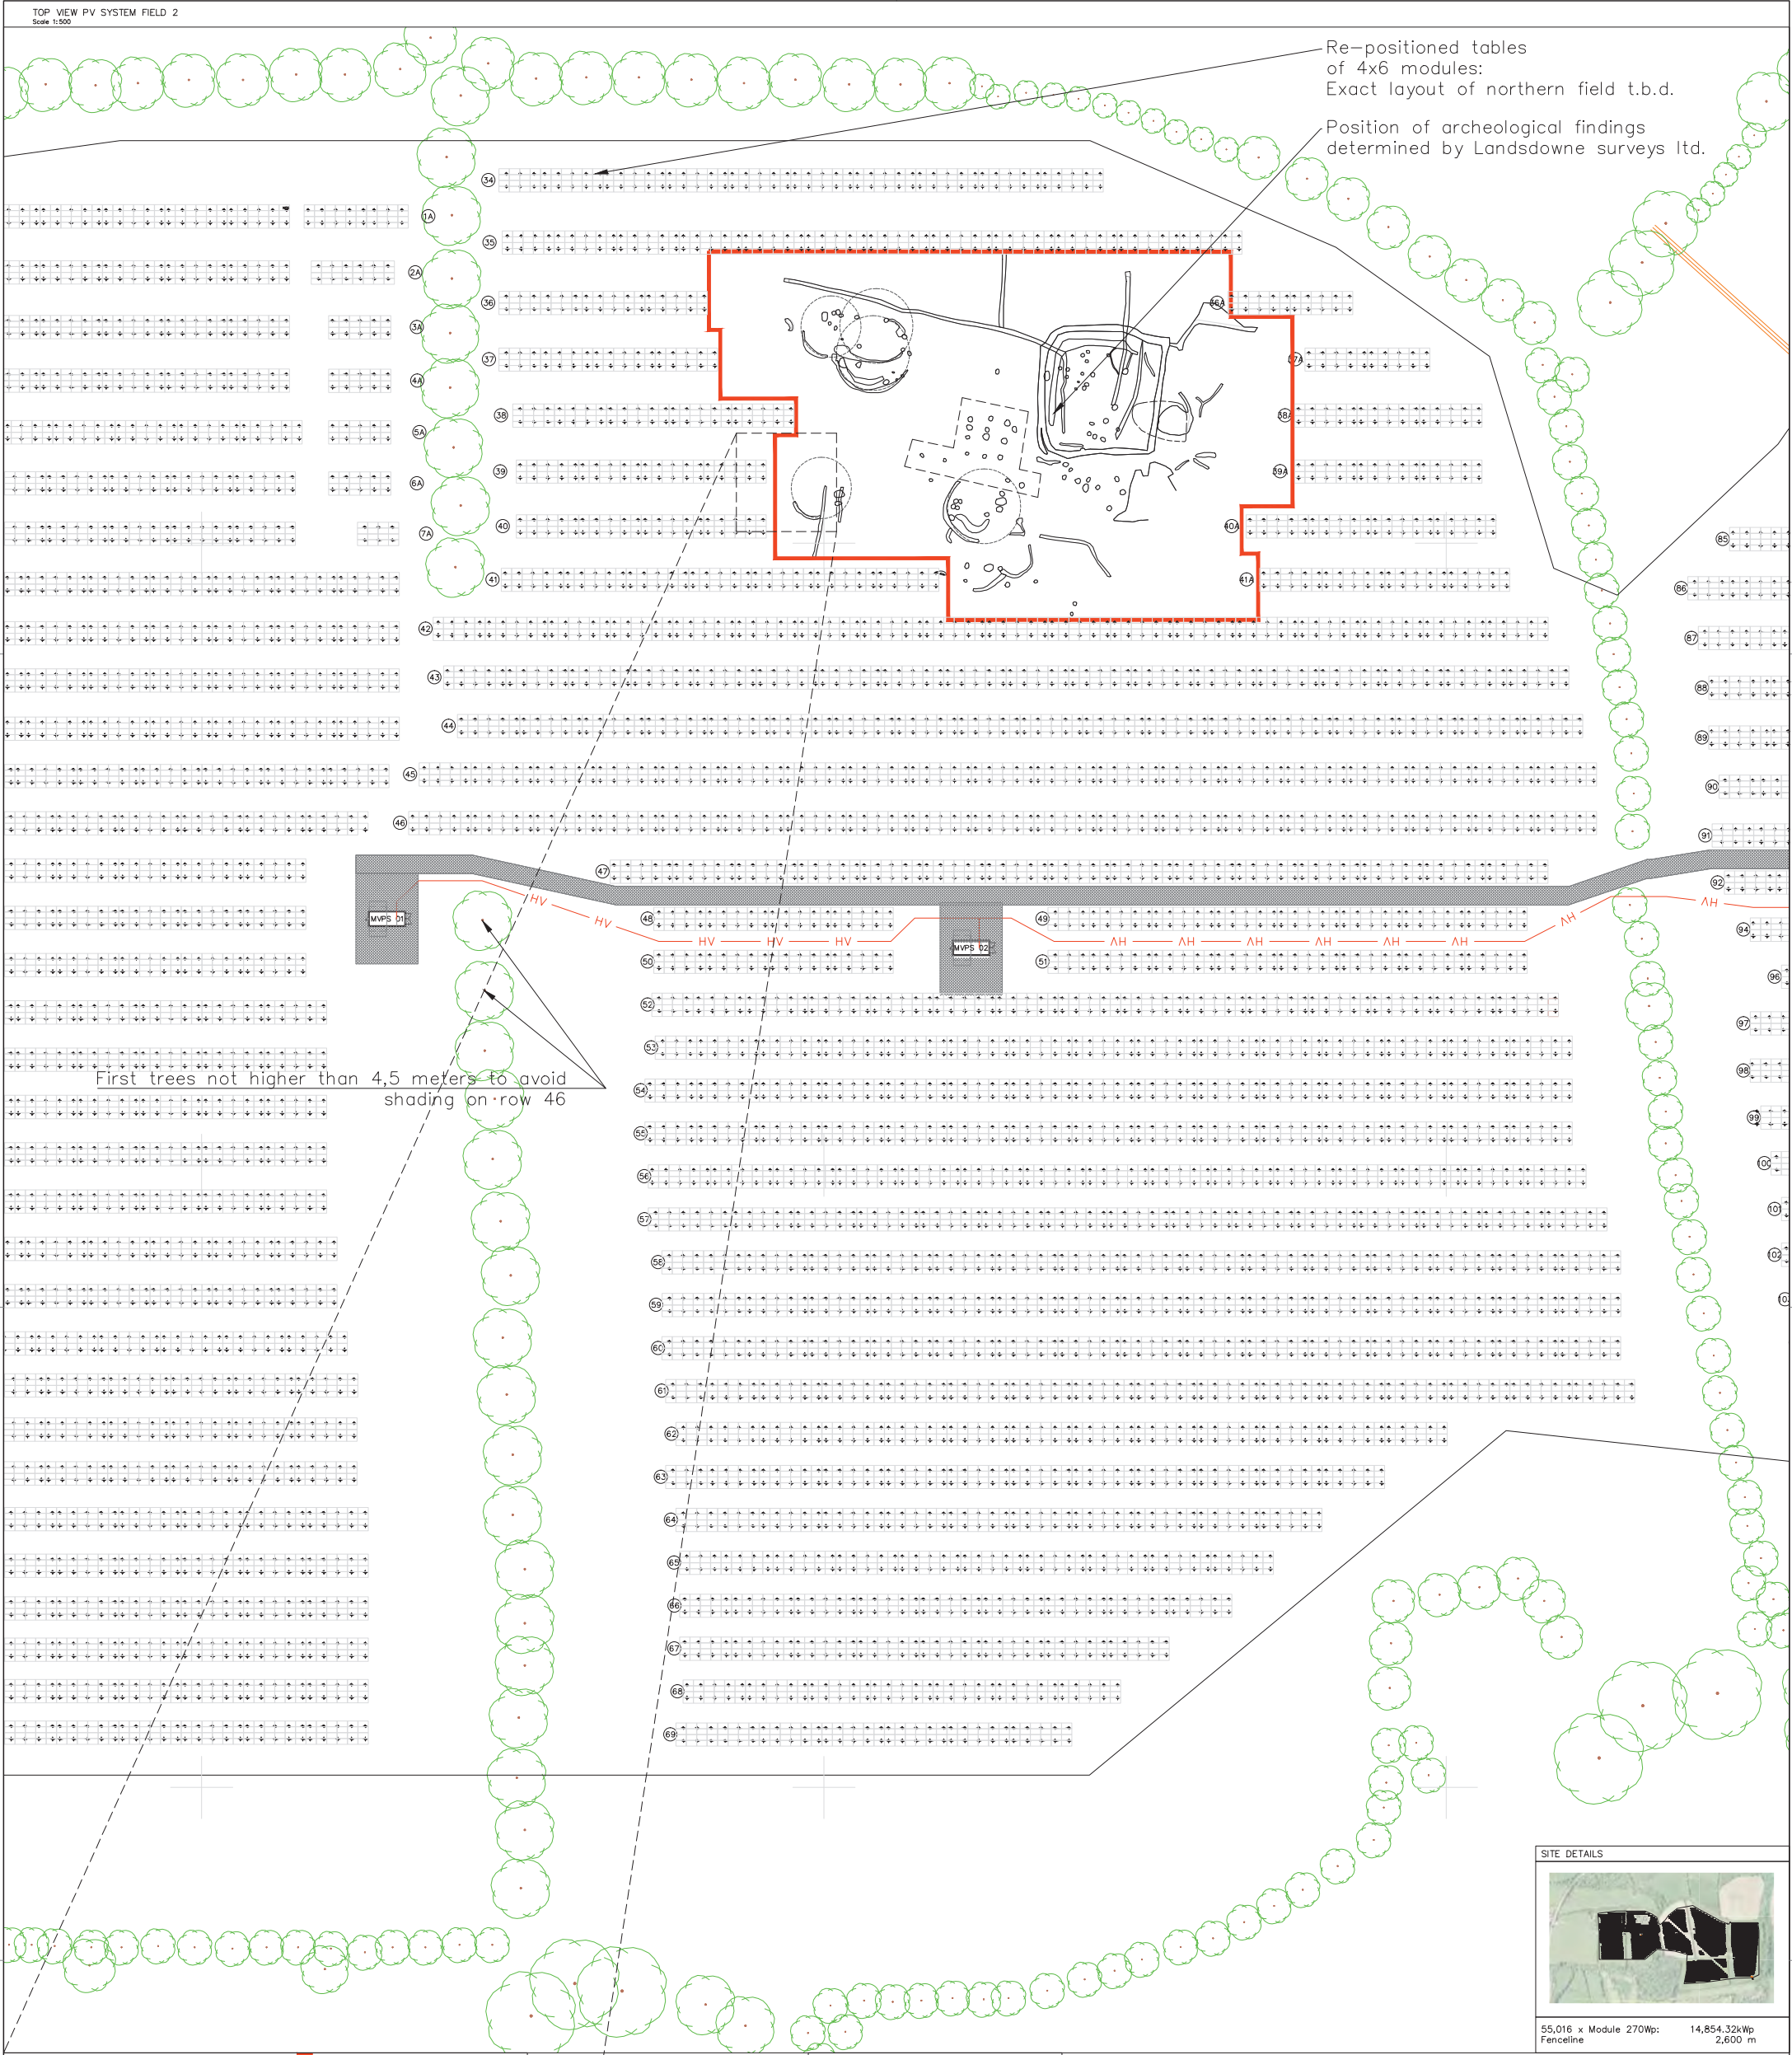 TOP VIEW PV SYSTEM FIELD 2
Scale 1:500
Re-positioned tables
of 4x6 modules:
Exact layout of northern field t.b.d.
Position of archeological findings
determined by Landsdowne surveys ltd.
34
1A
35
2A
36
36A
3A
37
37A
4A
38
38A
5A
39
39A
6A
40
40A
7A
85
41
41A
86
42
87
43
88
44
89
45
90
46
91
47
92
HV
HV
HV
HV
HV
MVPS 01
48
49
HV
HV
HV
HV
HV
HV
HV
HV
94
MVPS 02
50
51
96
52
97
53
98
First trees not higher than 4,5 meters to avoid
shading on row 46
54
99
55
100
56
101
57
102
58
59
60
61
62
63
64
65
66
67
68
69
SITE DETAILS
55,016 x Module 270Wp: 14,854.32kWp
Fenceline 2,600 m